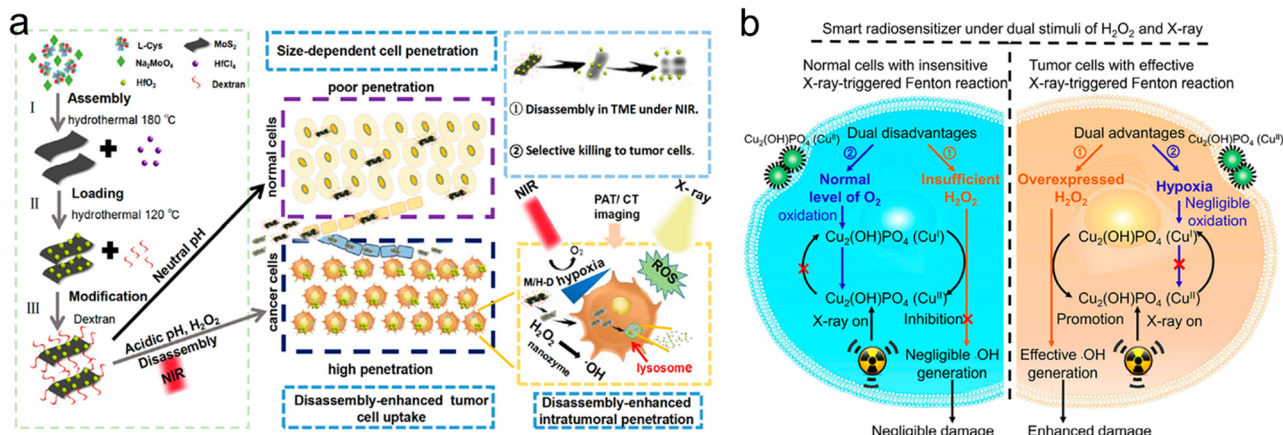 a
L-Cys
Na₂MoO₄
HfO₂
MoS₂
HfCl₄
Dextran
I
Assembly
hydrothermal 180 ℃
II
Loading
hydrothermal 120 ℃
III
Modification
Dextran
Neutral pH
Acidic pH, H₂O₂
Disassembly
NIR
Size-dependent cell penetration
poor penetration
normal cells
cancer cells
high penetration
Disassembly-enhanced tumor
cell uptake
① Disassembly in TME under NIR.
② Selective killing to tumor cells.
NIR
PAT/ CT
imaging
X- ray
O₂
M/H-D
hypoxia
ROS
H₂O₂
nanozyme
·OH
lysosome
Disassembly-enhanced
intratumoral penetration
b
Smart radiosensitizer under dual stimuli of H₂O₂ and X-ray
Normal cells with insensitive
X-ray-triggered Fenton reaction
Dual disadvantages
Cu₂(OH)PO₄ (Cuᴵᴵ)
②
①
Normal
level of O₂
Insufficient
H₂O₂
oxidation
Cu₂(OH)PO₄ (Cuᴵ)
Cu₂(OH)PO₄ (Cuᴵᴵ)
X-ray on
Inhibition
Negligible ·OH
generation
Negligible damage
Tumor cells with effective
X-ray-triggered Fenton reaction
Dual advantages
Cu₂(OH)PO₄ (Cuᴵᴵ)
①
②
Overexpressed
H₂O₂
Hypoxia
Negligible
oxidation
Cu₂(OH)PO₄ (Cuᴵ)
Cu₂(OH)PO₄ (Cuᴵᴵ)
Promotion
X-ray on
Effective ·OH
generation
Enhanced damage